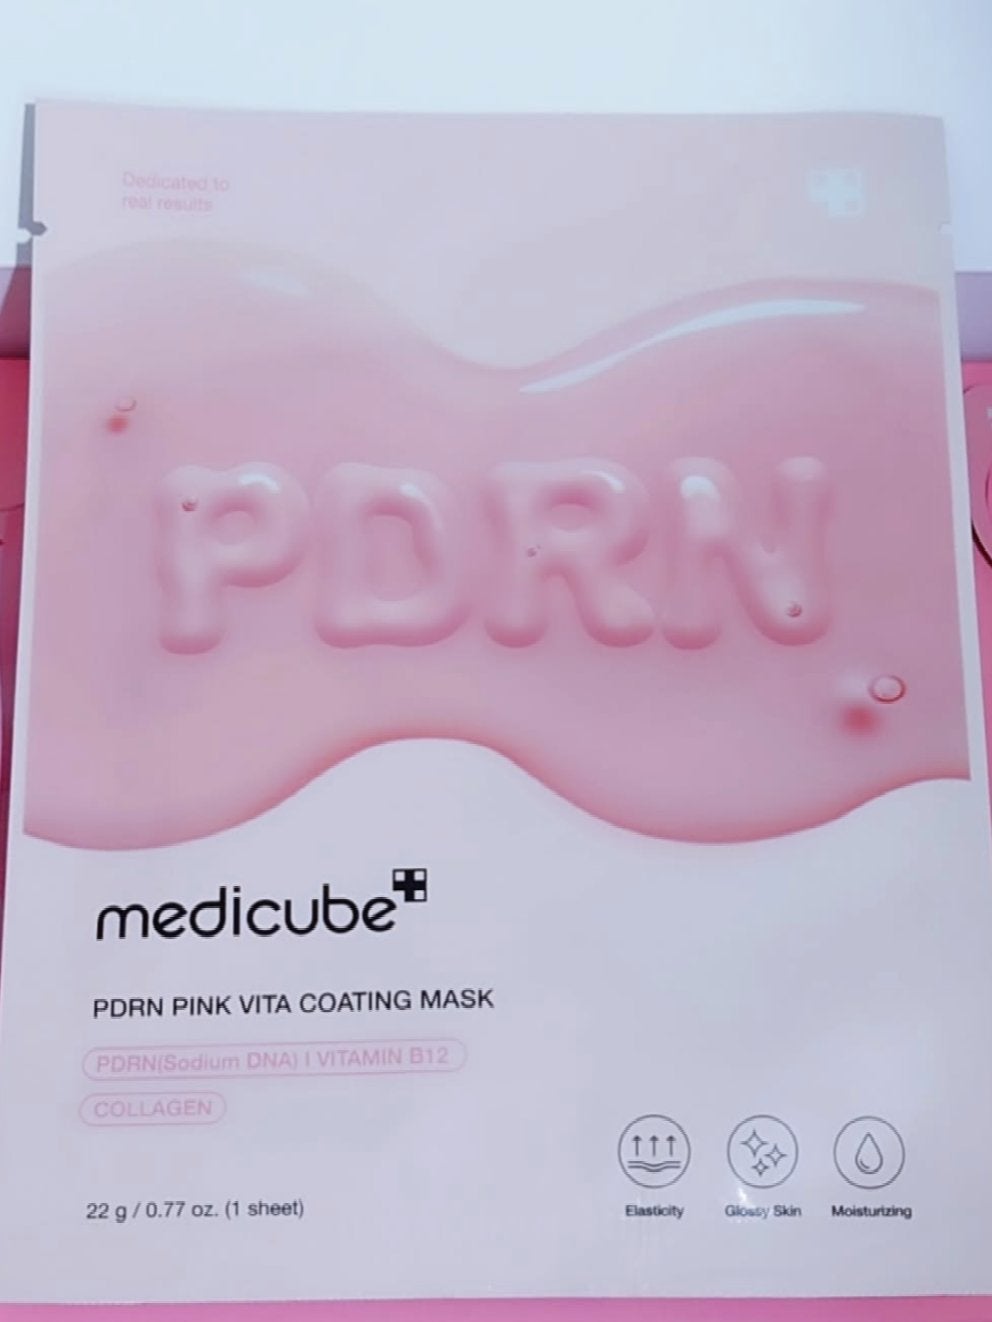 Dedicated to
real results
PDRN
medicube
PDRN PINK VITA COATING MASK
PDRN(Sodium DNA) I VITAMIN B12
COLLAGEN
22 g / 0.77 oz. (1 sheet)
Elasticity
Glossy Skin
Moisturizing